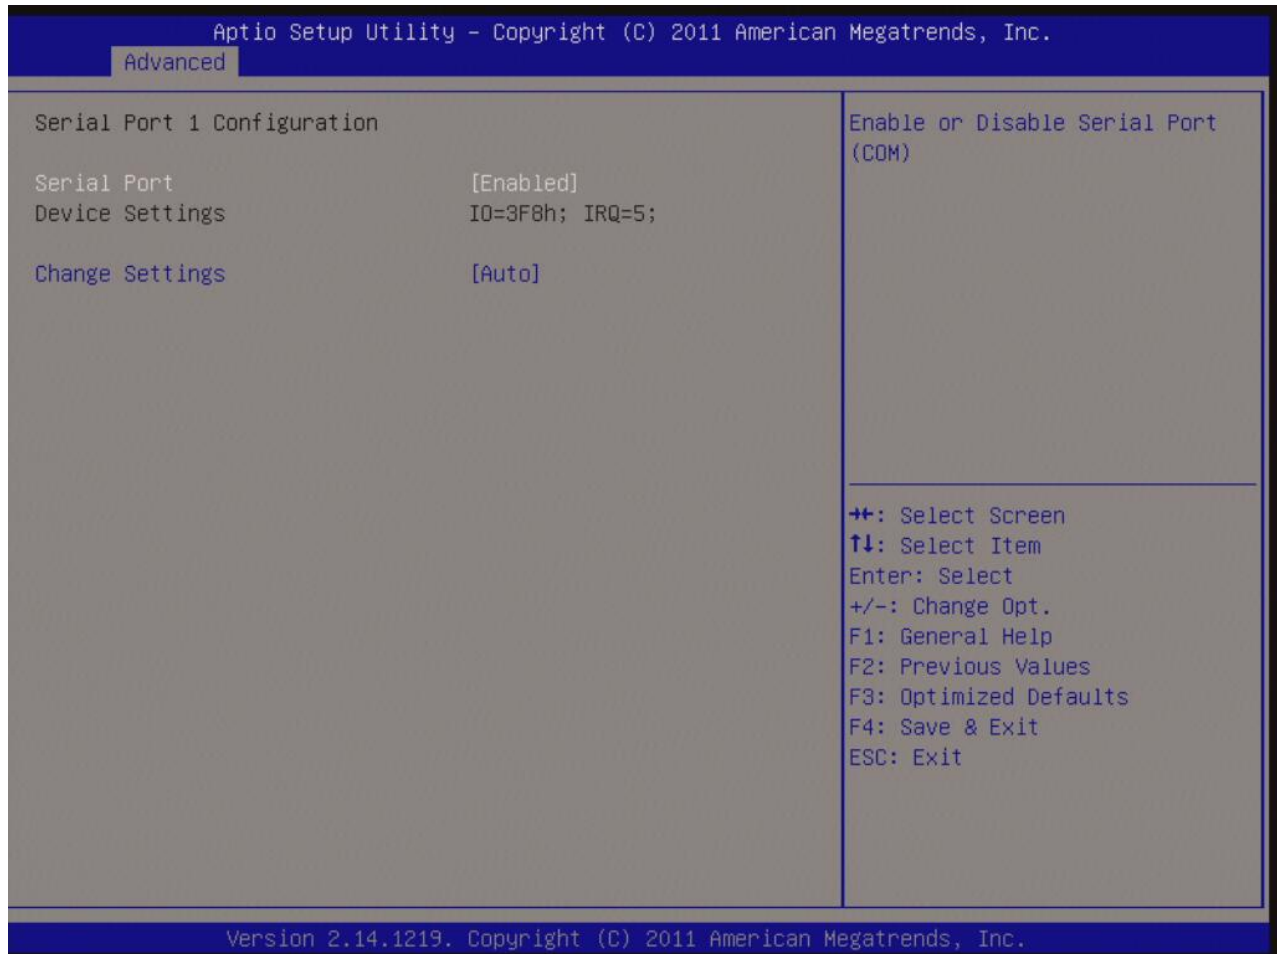 Aptio Setup Utility – Copyright (C) 2011 American Megatrends, Inc.
Advanced
Serial Port 1 Configuration
Serial Port [Enabled]
Device Settings IO=3F8h; IRQ=5;
Change Settings [Auto]
Enable or Disable Serial Port
(COM)
→←: Select Screen
↑↓: Select Item
Enter: Select
+/-: Change Opt.
F1: General Help
F2: Previous Values
F3: Optimized Defaults
F4: Save & Exit
ESC: Exit
Version 2.14.1219. Copyright (C) 2011 American Megatrends, Inc.